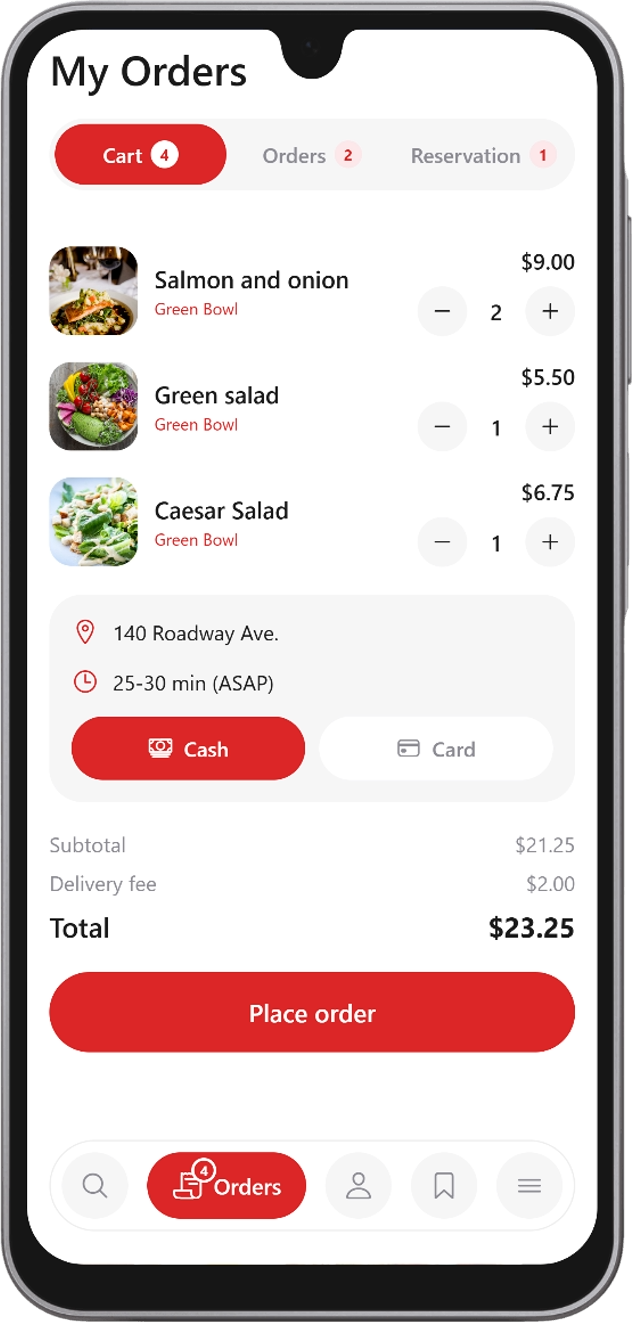 My Orders
Cart 4 Orders 2 Reservation 1
$9.00
Salmon and onion
Green Bowl
− 2 +
$5.50
Green salad
Green Bowl
− 1 +
$6.75
Caesar Salad
Green Bowl
− 1 +
140 Roadway Ave.
25-30 min (ASAP)
Cash Card
Subtotal $21.25
Delivery fee $2.00
Total $23.25
Place order
4
Orders